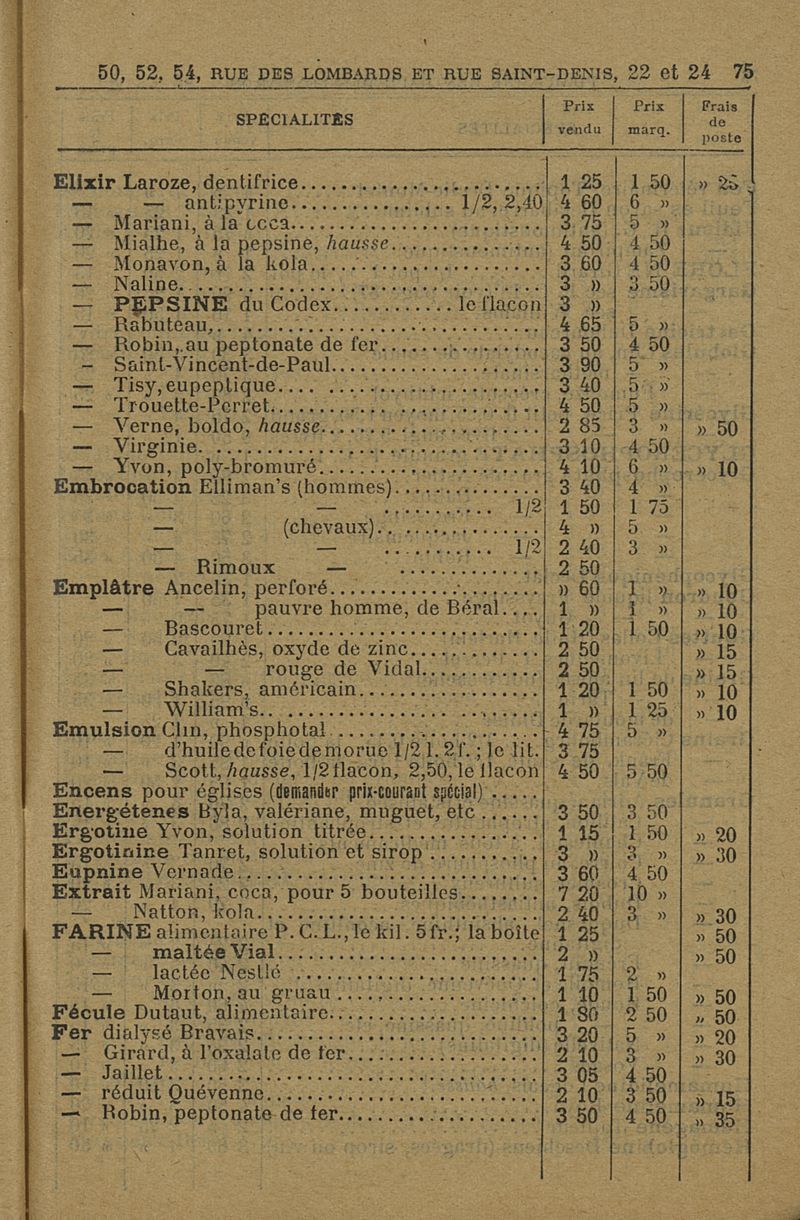 50, 52, 54, RUE DES LOMBARDS ET RUE SAINT-DENIS, 22 et 24 75
SPÉCIALITÉS Prix vendu Prix marq. Frais de poste
Elixir Laroze, dentifrice 1 25 1 50 » 25
— — antipyrine 1/2, 2,40 4 60 6 »
— Mariani, à la coca 3 75 5 »
— Mialhe, à la pepsine, hausse 4 50 4 50
— Monavon, à la kola 3 60 4 50
— Naline 3 » 3 50
— PEPSINE du Codex le flacon 3 »
— Rabuteau 4 65 5 »
— Robin, au peptonate de fer 3 50 4 50
— Saint-Vincent-de-Paul 3 90 5 »
— Tisy, eupeptique 3 40 5 »
— Trouette-Perret 4 50 5 »
— Verne, boldo, hausse 2 85 3 » » 50
— Virginie 3 10 4 50
— Yvon, poly-bromuré 4 10 6 » » 10
Embrocation Elliman's (hommes) 3 40 4 »
— — 1/2 1 50 1 75
— (chevaux) 4 » 5 »
— — 1/2 2 40 3 »
— Rimoux — 2 50
Emplâtre Ancelin, perforé » 60 1 » » 10
— — pauvre homme, de Béral 1 » 1 » » 10
— Bascouret 1 20 1 50 » 10
— Cavailhès, oxyde de zinc 2 50 » 15
— — rouge de Vidal 2 50 » 15
— Shakers, américain 1 20 1 50 » 10
— William's 1 » 1 25 » 10
Emulsion Clin, phosphotal 4 75 5 »
— d'huile de foie de morue 1/2 l. 2 f. ; le lit. 3 75
— Scott, hausse, 1/2 flacon, 2,50, le flacon 4 50 5 50
Encens pour églises (demander prix-courant spécial)
Energétenes Byla, valériane, muguet, etc 3 50 3 50
Ergotine Yvon, solution titrée 1 15 1 50 » 20
Ergotinine Tanret, solution et sirop 3 » 3 » » 30
Eupnine Vernade 3 60 4 50
Extrait Mariani, coca, pour 5 bouteilles 7 20 10 »
— Natton, kola 2 40 3 » » 30
FARINE alimentaire P. C. L., le kil. 5 fr.; la boîte 1 25 » 50
— maltée Vial 2 » » 50
— lactée Nestlé 1 75 2 »
— Morton, au gruau 1 10 1 50 » 50
Fécule Dutaut, alimentaire 1 80 2 50 » 50
Fer dialysé Bravais 3 20 5 » » 20
— Girard, à l'oxalate de fer 2 10 3 » » 30
— Jaillet 3 05 4 50
— réduit Quévenne 2 10 3 50 » 15
— Robin, peptonate de fer 3 50 4 50 » 35